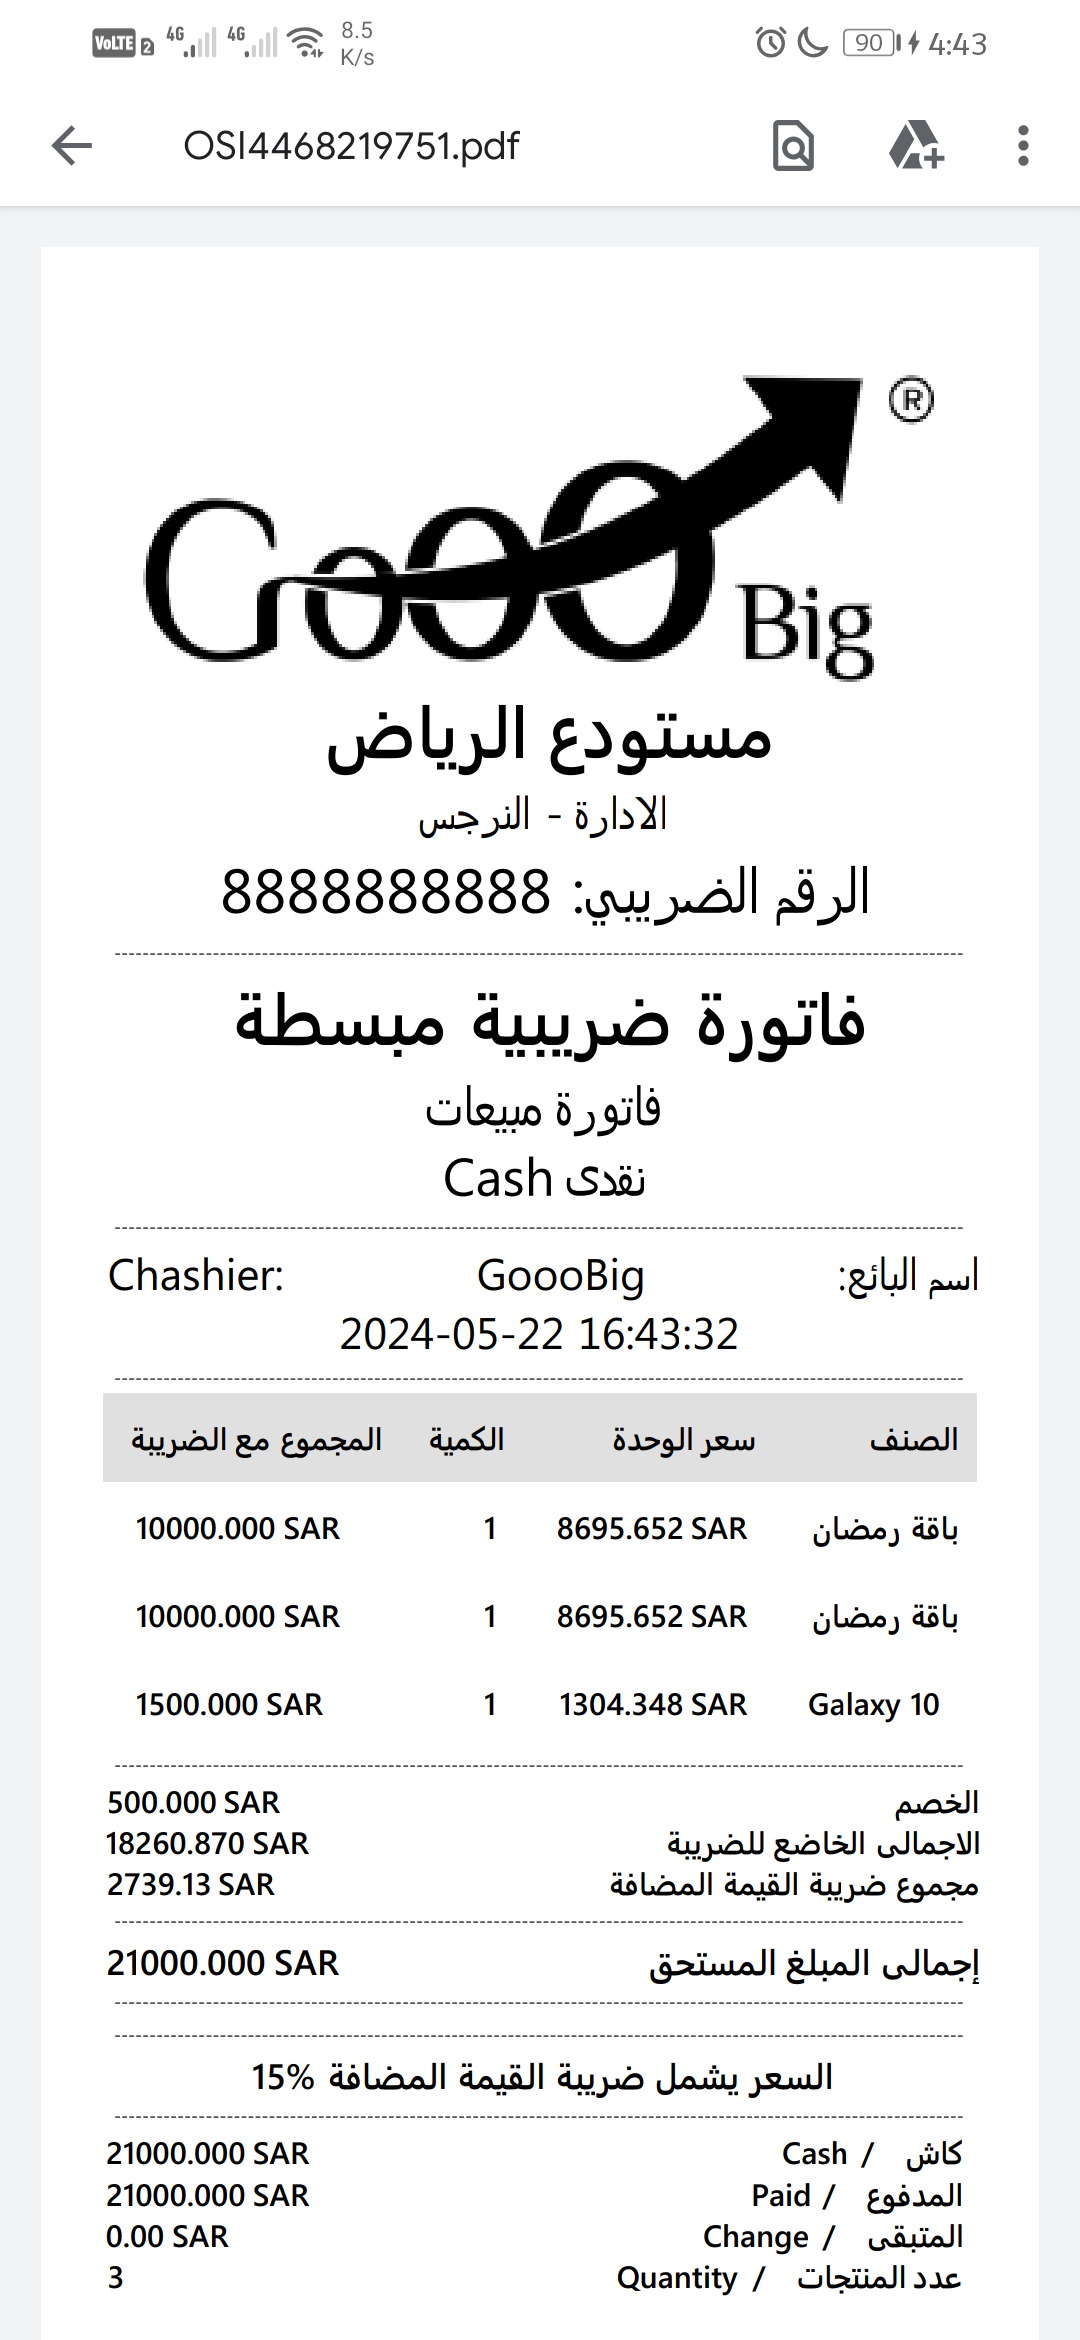 VoLTE 2 4G 4G 8.5 K/s 90 4:43
OSI4468219751.pdf
GoooBig ®
مستودع الرياض
الادارة - النرجس
الرقم الضريبي: 8888888888
فاتورة ضريبية مبسطة
فاتورة مبيعات
نقدى Cash
Chashier: GoooBig اسم البائع:
2024-05-22 16:43:32
الصنف سعر الوحدة الكمية المجموع مع الضريبة
باقة رمضان 8695.652 SAR 1 10000.000 SAR
باقة رمضان 8695.652 SAR 1 10000.000 SAR
Galaxy 10 1304.348 SAR 1 1500.000 SAR
الخصم 500.000 SAR
الاجمالى الخاضع للضريبة 18260.870 SAR
مجموع ضريبة القيمة المضافة 2739.13 SAR
إجمالى المبلغ المستحق 21000.000 SAR
السعر يشمل ضريبة القيمة المضافة 15%
كاش / Cash 21000.000 SAR
المدفوع / Paid 21000.000 SAR
المتبقى / Change 0.00 SAR
عدد المنتجات / Quantity 3